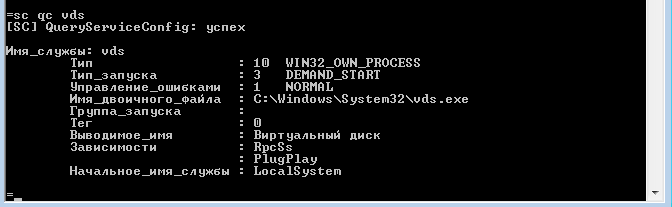 =sc qc vds
[SC] QueryServiceConfig: успех
Имя_службы: vds
Тип : 10 WIN32_OWN_PROCESS
Тип_запуска : 3 DEMAND_START
Управление_ошибками : 1 NORMAL
Имя_двоичного_файла : C:\Windows\System32\vds.exe
Группа_запуска :
Тег : 0
Выводимое_имя : Виртуальный диск
Зависимости : RpcSs
: PlugPlay
Начальное_имя_службы : LocalSystem
=_